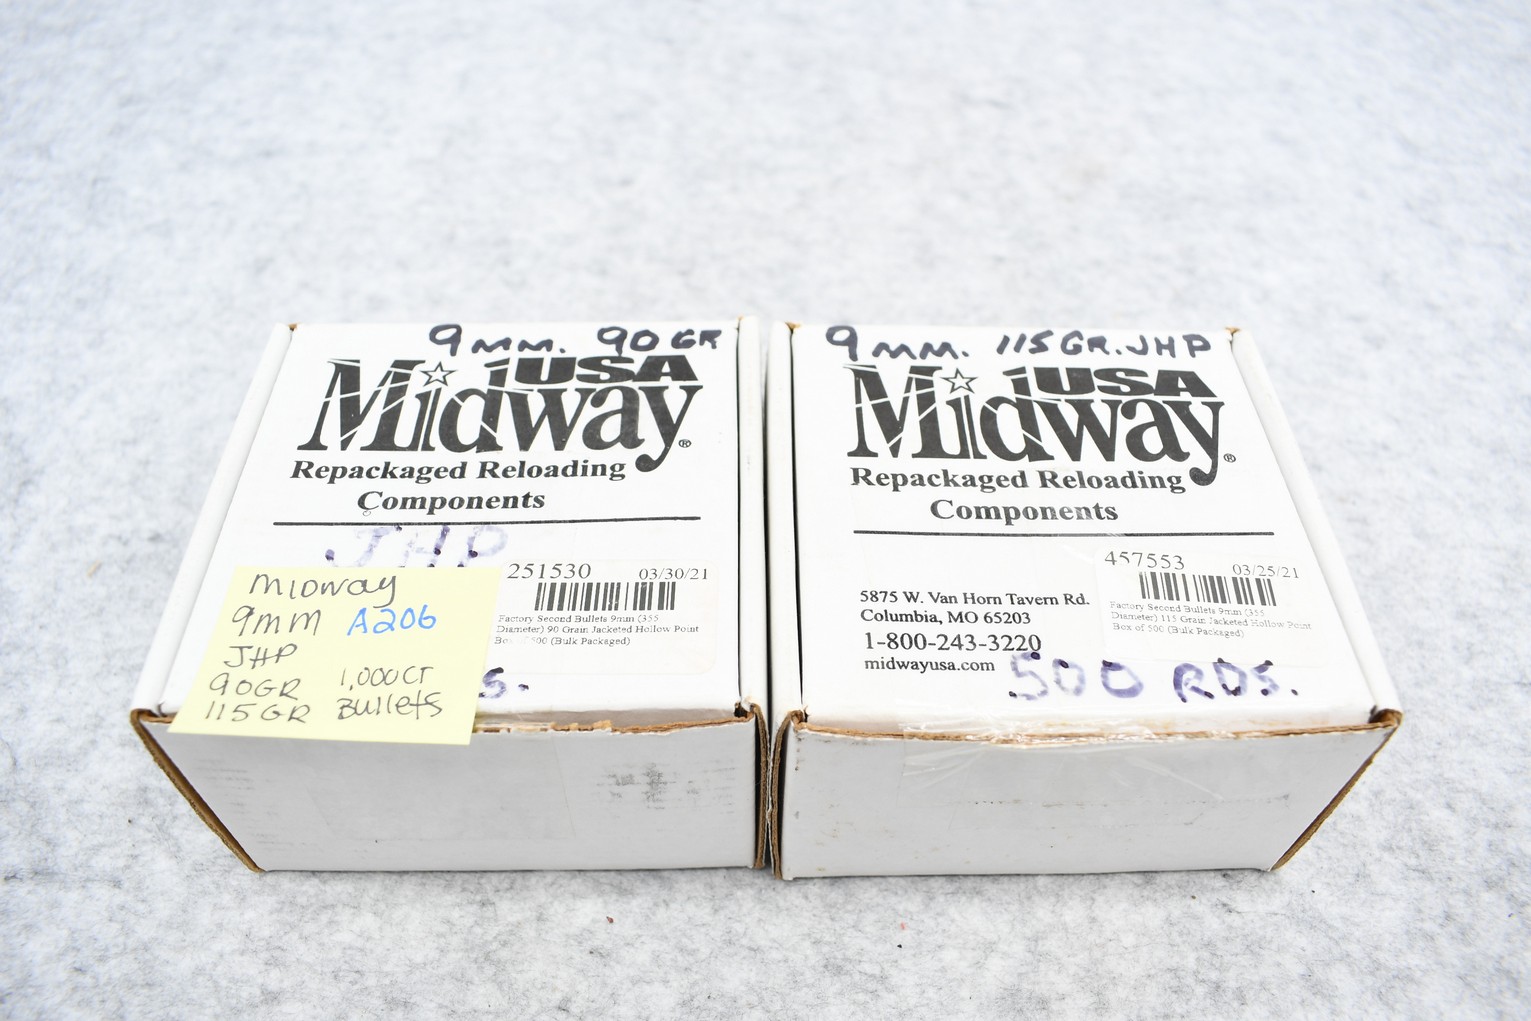 9MM. 90GR
USA
Midway®
Repackaged Reloading
Components
JHP
251530 03/30/21
Factory Second Bullets 9mm (355
Diameter) 90 Grain Jacketed Hollow Point
500 (Bulk Packaged)
s.
MIDWAY
9MM A206
JHP
90GR 1,000CT
115GR Bullets
9MM. 115GR. JHP
USA
Midway®
Repackaged Reloading
Components
457553 03/25/21
Factory Second Bullets 9mm (355
Diameter) 115 Grain Jacketed Hollow Point
Box of 500 (Bulk Packaged)
5875 W. Van Horn Tavern Rd.
Columbia, MO 65203
1-800-243-3220
midwayusa.com
500 RDS.